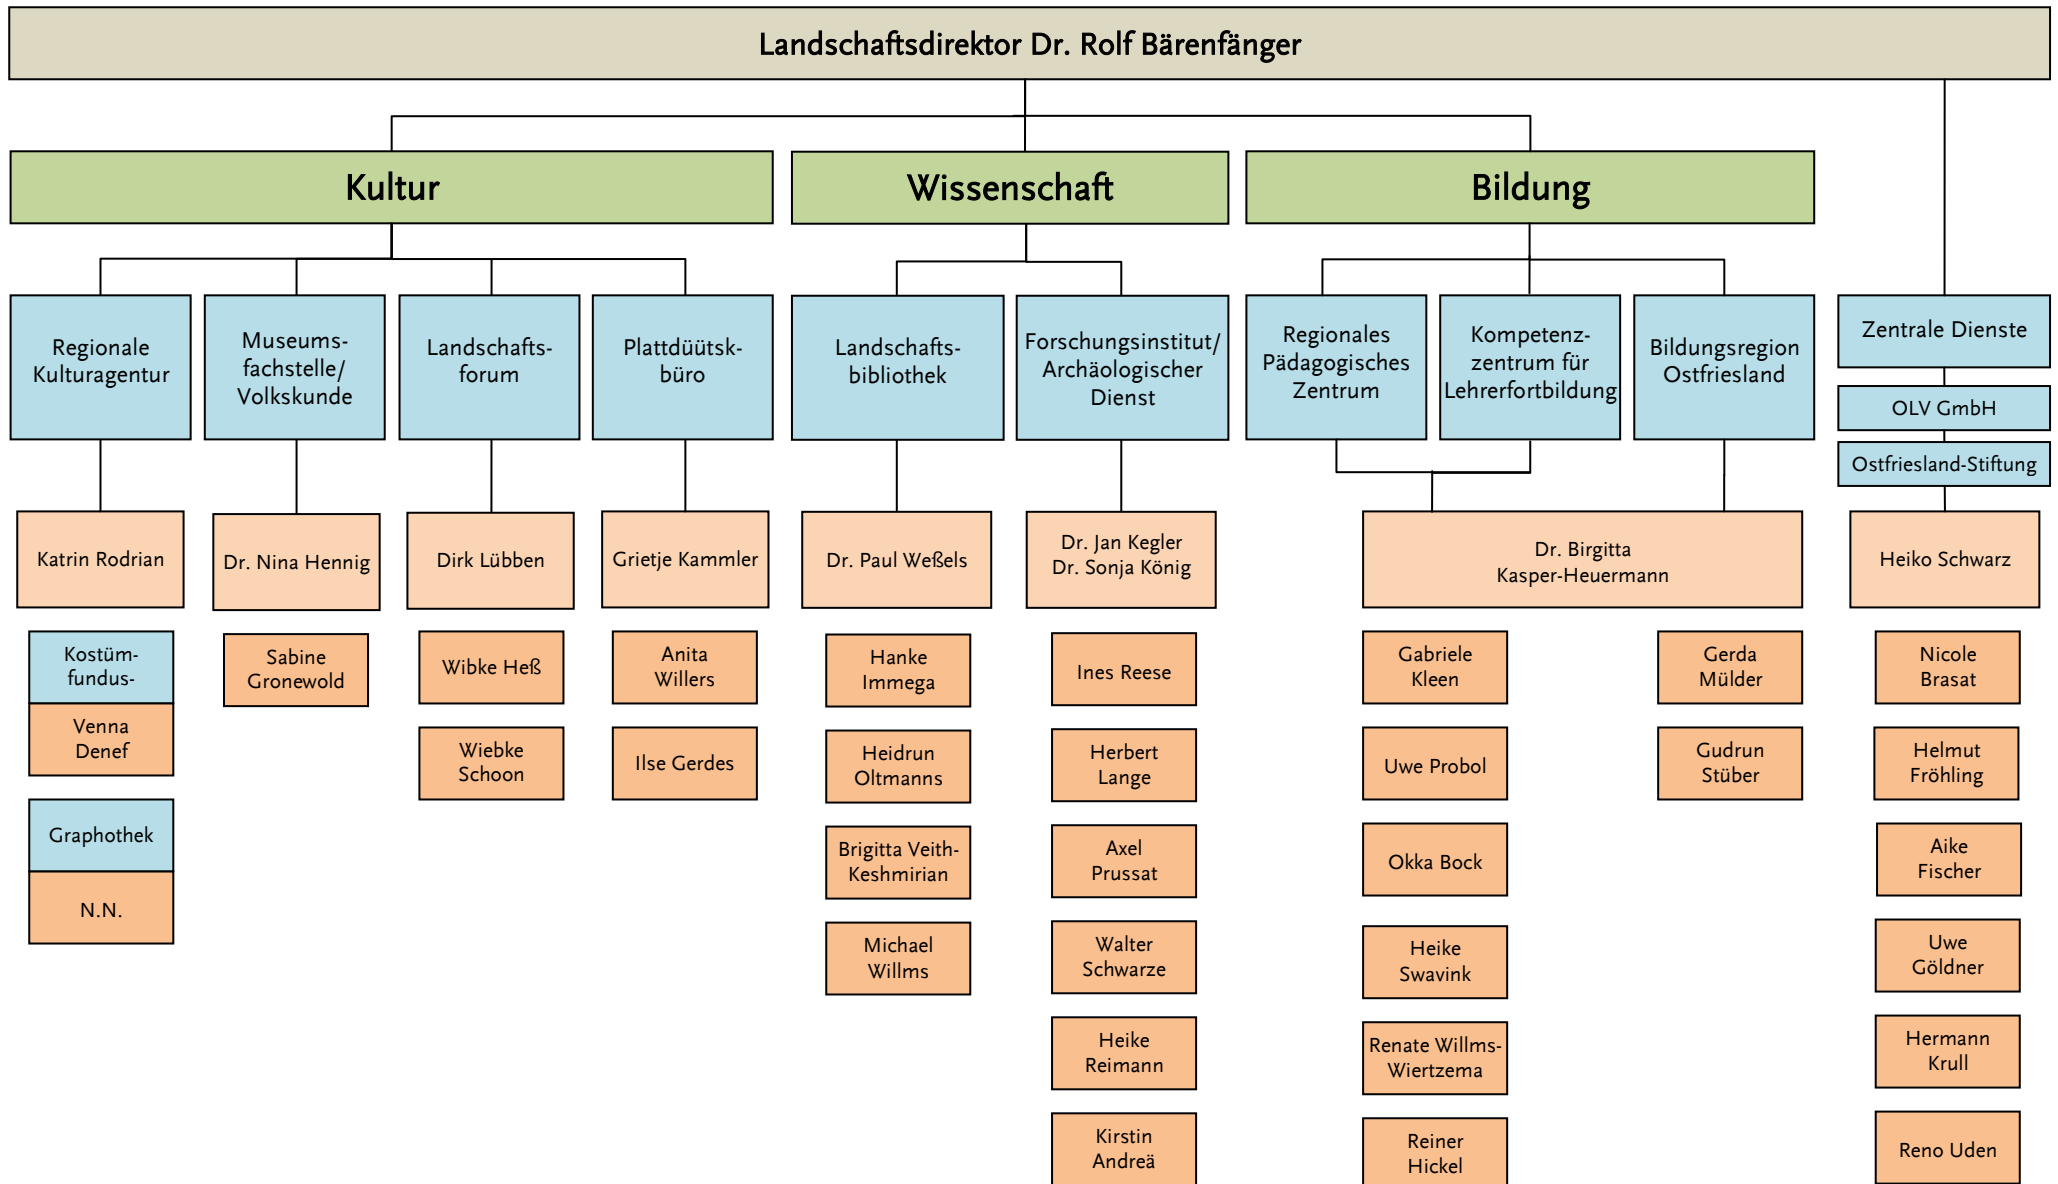 Landschaftsdirektor Dr. Rolf Bärenfänger
Kultur
Wissenschaft
Bildung
Regionale
Kulturagentur
Museums-
fachstelle/
Volkskunde
Landschafts-
forum
Plattdüütsk-
büro
Landschafts-
bibliothek
Forschungsinstitut/
Archäologischer
Dienst
Regionales
Pädagogisches
Zentrum
Kompetenz-
zentrum für
Lehrerfortbildung
Bildungsregion
Ostfriesland
Zentrale Dienste
OLV GmbH
Ostfriesland-Stiftung
Katrin Rodrian
Dr. Nina Hennig
Dirk Lübben
Grietje Kammler
Dr. Paul Weßels
Dr. Jan Kegler
Dr. Sonja König
Dr. Birgitta
Kasper-Heuermann
Heiko Schwarz
Kostüm-
fundus-
Venna
Denef
Graphothek
N.N.
Sabine
Gronewold
Wibke Heß
Wiebke
Schoon
Anita
Willers
Ilse Gerdes
Hanke
Immega
Heidrun
Oltmanns
Brigitta Veith-
Keshmirian
Michael
Willms
Ines Reese
Herbert
Lange
Axel
Prussat
Walter
Schwarze
Heike
Reimann
Kirstin
Andreä
Gabriele
Kleen
Uwe Probol
Okka Bock
Heike
Swavink
Renate Willms-
Wiertzema
Reiner
Hickel
Gerda
Mülder
Gudrun
Stüber
Nicole
Brasat
Helmut
Fröhling
Aike
Fischer
Uwe
Göldner
Hermann
Krull
Reno Uden